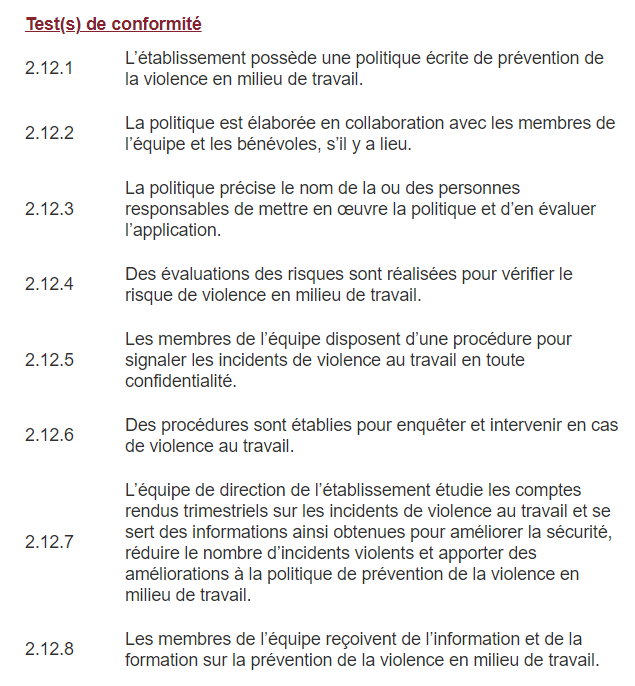 Test(s) de conformité
2.12.1
L’établissement possède une politique écrite de prévention de
la violence en milieu de travail.
2.12.2
La politique est élaborée en collaboration avec les membres de
l’équipe et les bénévoles, s’il y a lieu.
2.12.3
La politique précise le nom de la ou des personnes
responsables de mettre en œuvre la politique et d’en évaluer
l’application.
2.12.4
Des évaluations des risques sont réalisées pour vérifier le
risque de violence en milieu de travail.
2.12.5
Les membres de l’équipe disposent d’une procédure pour
signaler les incidents de violence au travail en toute
confidentialité.
2.12.6
Des procédures sont établies pour enquêter et intervenir en cas
de violence au travail.
2.12.7
L’équipe de direction de l’établissement étudie les comptes
rendus trimestriels sur les incidents de violence au travail et se
sert des informations ainsi obtenues pour améliorer la sécurité,
réduire le nombre d’incidents violents et apporter des
améliorations à la politique de prévention de la violence en
milieu de travail.
2.12.8
Les membres de l’équipe reçoivent de l’information et de la
formation sur la prévention de la violence en milieu de travail.